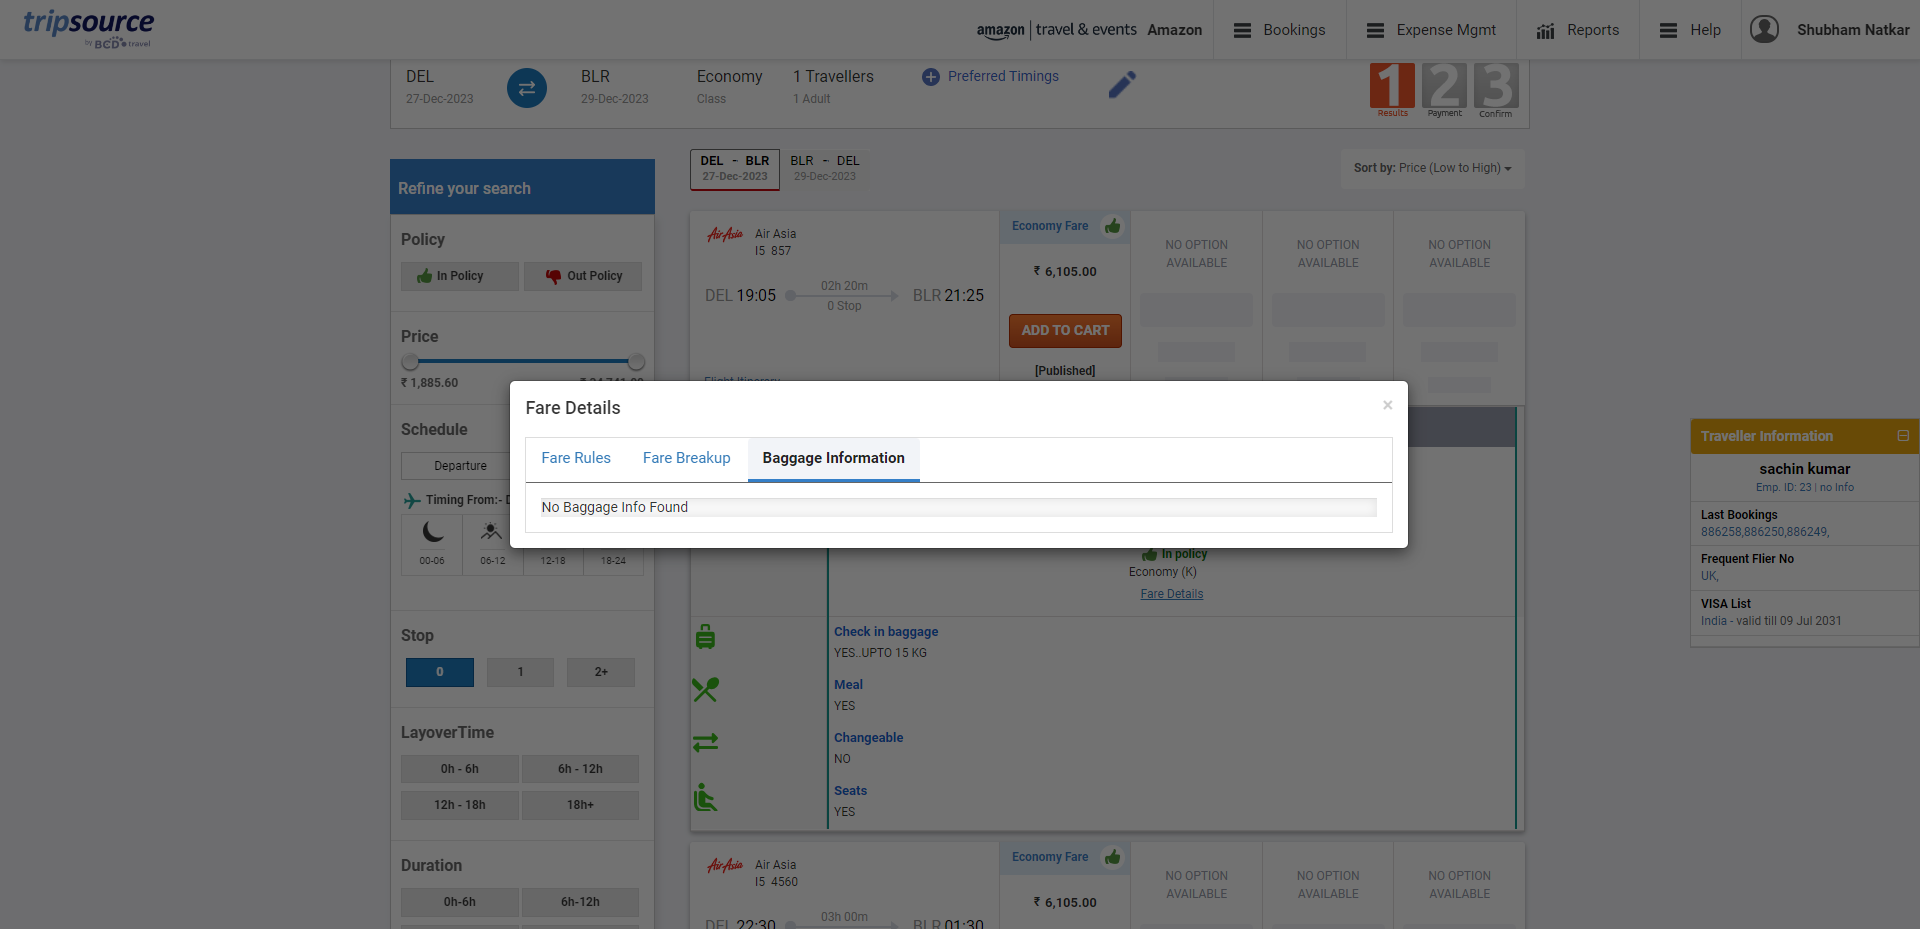 tripsource
by BCD travel
amazon | travel & events Amazon
Bookings
Expense Mgmt
Reports
Help
Shubham Natkar
DEL
27-Dec-2023
BLR
29-Dec-2023
Economy
Class
1 Travellers
1 Adult
Preferred Timings
1 2 3
Results Payment Confirm
Refine your search
Policy
In Policy
Out Policy
Price
₹ 1,885.60
Schedule
Departure
Timing From:- D
00-06
06-12
12-18
18-24
Stop
0
1
2+
LayoverTime
0h - 6h
6h - 12h
12h - 18h
18h+
Duration
0h-6h
6h-12h
DEL - BLR
27-Dec-2023
BLR - DEL
29-Dec-2023
Sort by: Price (Low to High)
AirAsia
Air Asia
I5 857
DEL 19:05
02h 20m
0 Stop
BLR 21:25
Flight Itinerary
Economy Fare
₹ 6,105.00
ADD TO CART
[Published]
NO OPTION
AVAILABLE
NO OPTION
AVAILABLE
NO OPTION
AVAILABLE
Fare Details
×
Fare Rules
Fare Breakup
Baggage Information
No Baggage Info Found
In policy
Economy (K)
Fare Details
Check in baggage
YES..UPTO 15 KG
Meal
YES
Changeable
NO
Seats
YES
AirAsia
Air Asia
I5 4560
DEL 22:30
03h 00m
BLR 01:30
Economy Fare
₹ 6,105.00
NO OPTION
AVAILABLE
NO OPTION
AVAILABLE
NO OPTION
AVAILABLE
Traveller Information
sachin kumar
Emp. ID: 23 | no Info
Last Bookings
886258,886250,886249,
Frequent Flier No
UK,
VISA List
India - valid till 09 Jul 2031